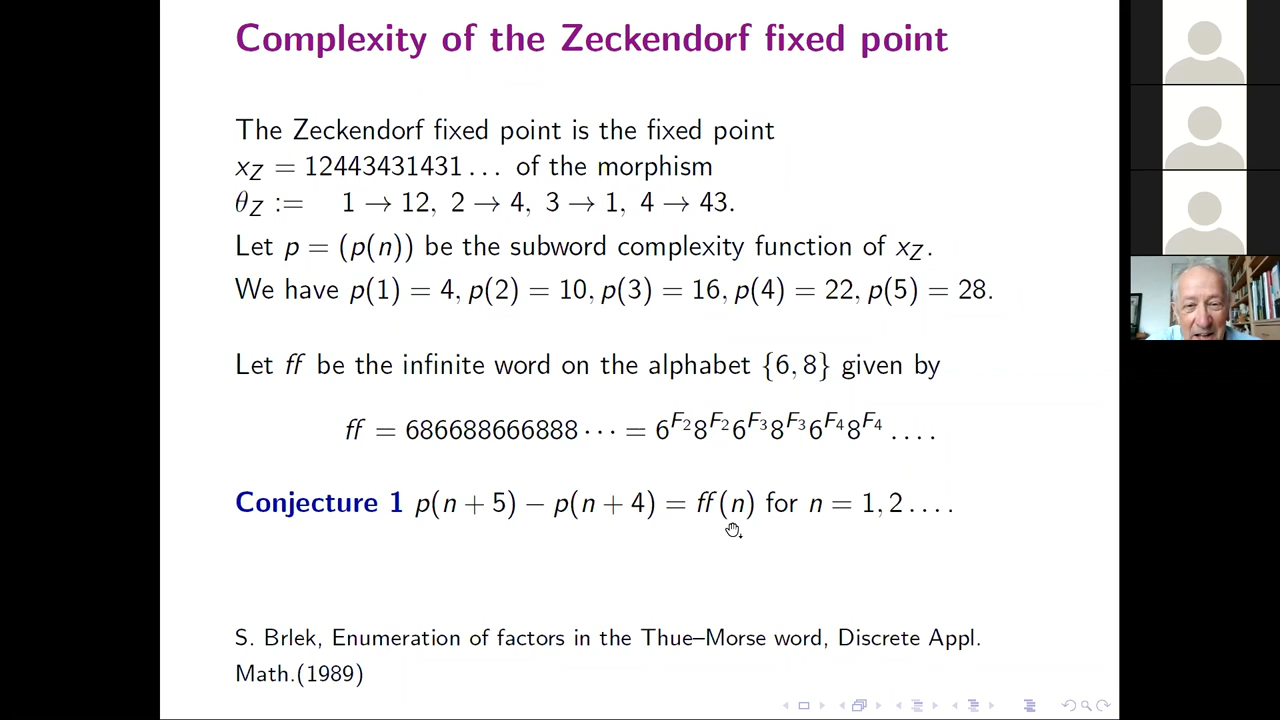 Complexity of the Zeckendorf fixed point
The Zeckendorf fixed point is the fixed point
x_Z = 12443431431 . . . of the morphism
θ_Z := 1 → 12, 2 → 4, 3 → 1, 4 → 43.
Let p = (p(n)) be the subword complexity function of x_Z.
We have p(1) = 4, p(2) = 10, p(3) = 16, p(4) = 22, p(5) = 28.
Let ff be the infinite word on the alphabet {6, 8} given by
ff = 686688666888 · · · = 6^{F_2}8^{F_2}6^{F_3}8^{F_3}6^{F_4}8^{F_4} . . . .
Conjecture 1 p(n + 5) − p(n + 4) = ff(n) for n = 1, 2 . . . .
S. Brlek, Enumeration of factors in the Thue–Morse word, Discrete Appl.
Math.(1989)